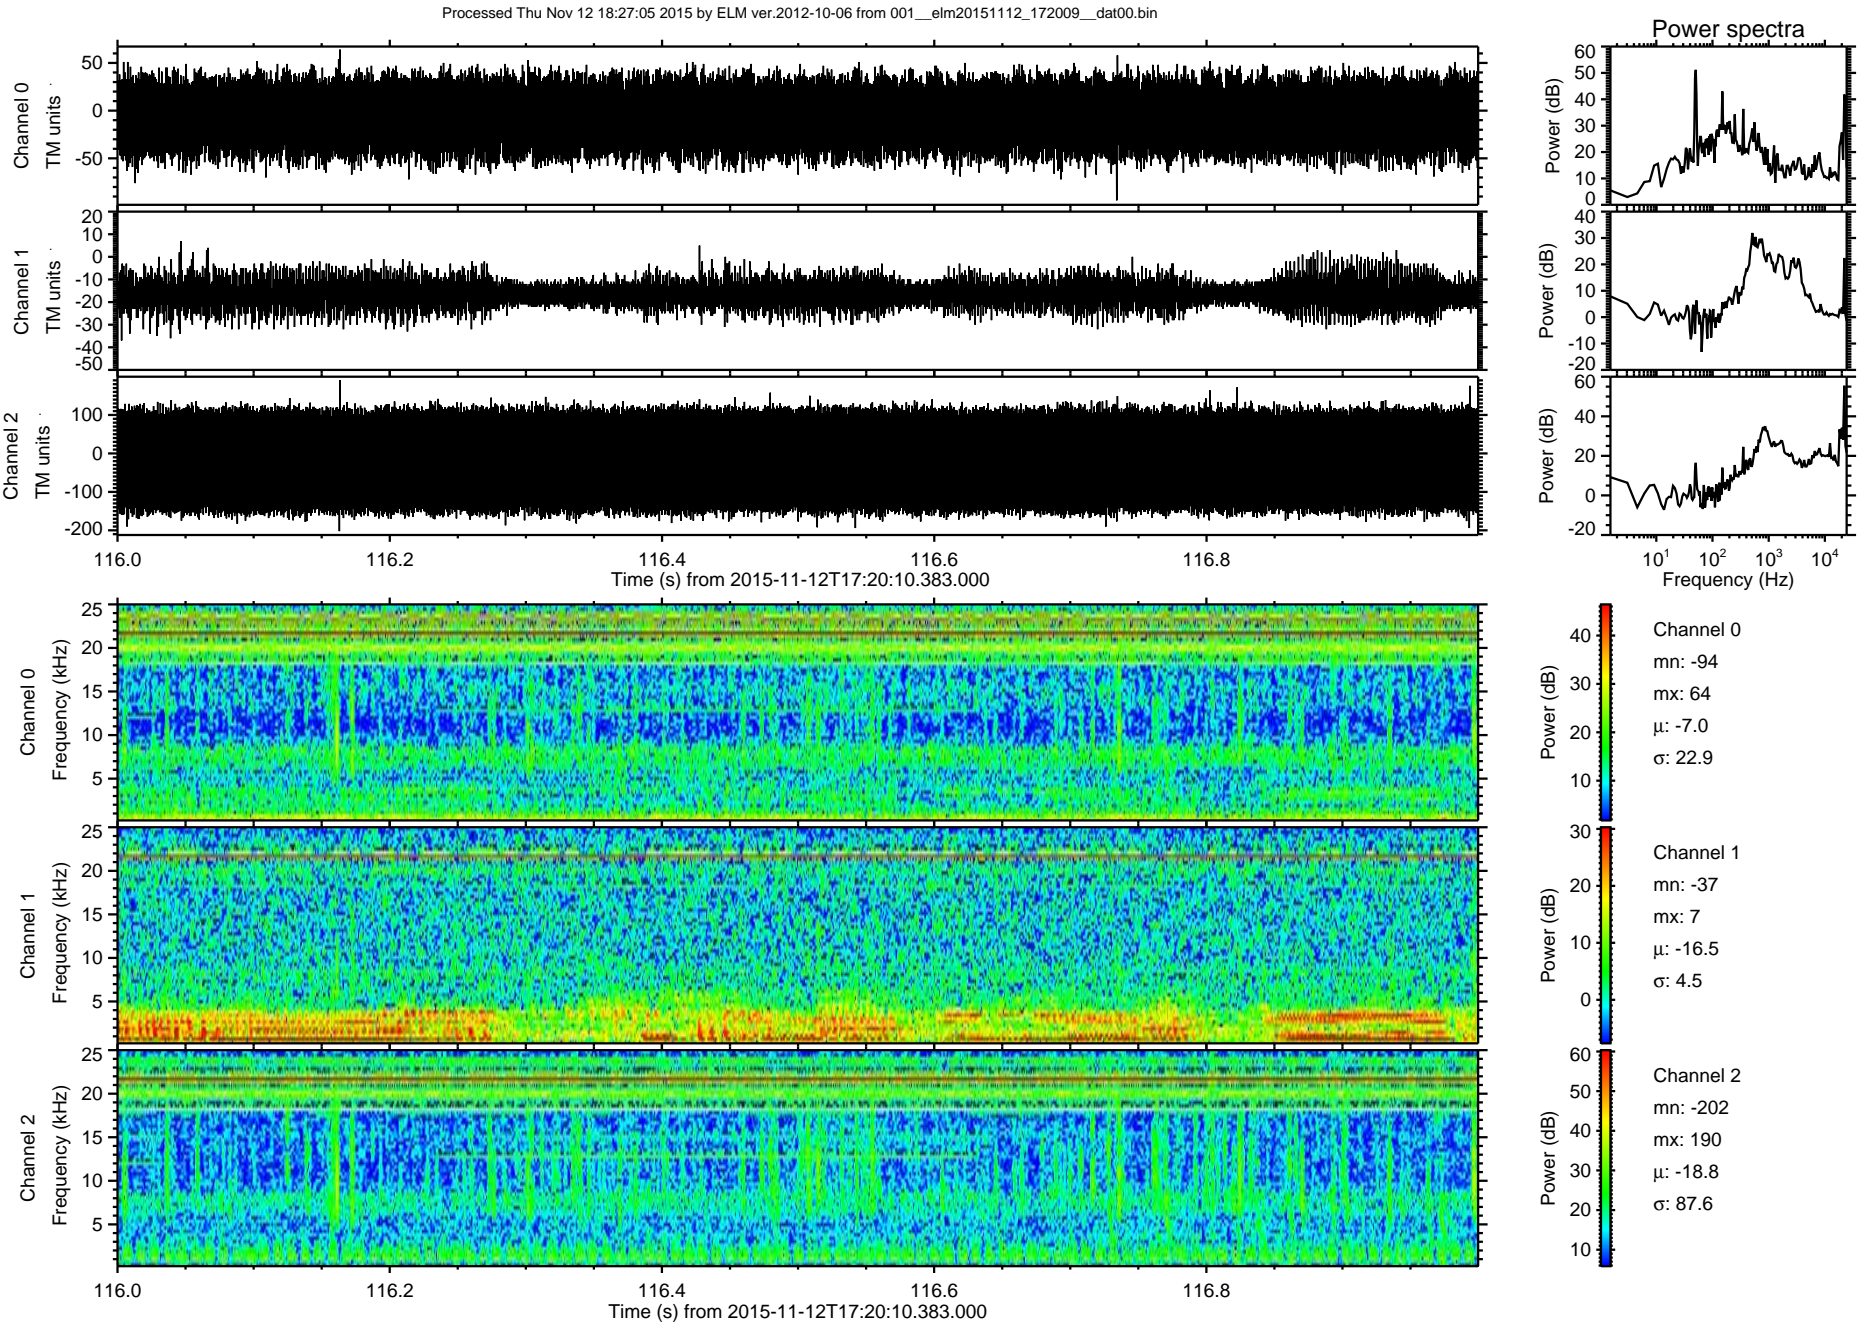 Processed Thu Nov 12 18:27:05 2015 by ELM ver.2012-10-06 from 001__elm20151112_172009__dat00.bin
Power spectra
Channel 0
TM units
50
0
-50
Power (dB)
60
50
40
30
20
10
0
Channel 1
TM units
20
10
0
-10
-20
-30
-40
-50
Power (dB)
40
30
20
10
0
-10
-20
Channel 2
TM units
100
0
-100
-200
Power (dB)
60
40
20
0
-20
116.0 116.2 116.4 116.6 116.8
Time (s) from 2015-11-12T17:20:10.383.000
10^1 10^2 10^3 10^4
Frequency (Hz)
Channel 0
Frequency (kHz)
25
20
15
10
5
Power (dB)
40
30
20
10
Channel 0
mn: -94
mx: 64
μ: -7.0
σ: 22.9
Channel 1
Frequency (kHz)
25
20
15
10
5
Power (dB)
30
20
10
0
Channel 1
mn: -37
mx: 7
μ: -16.5
σ: 4.5
Channel 2
Frequency (kHz)
25
20
15
10
5
Power (dB)
60
50
40
30
20
10
Channel 2
mn: -202
mx: 190
μ: -18.8
σ: 87.6
116.0 116.2 116.4 116.6 116.8
Time (s) from 2015-11-12T17:20:10.383.000